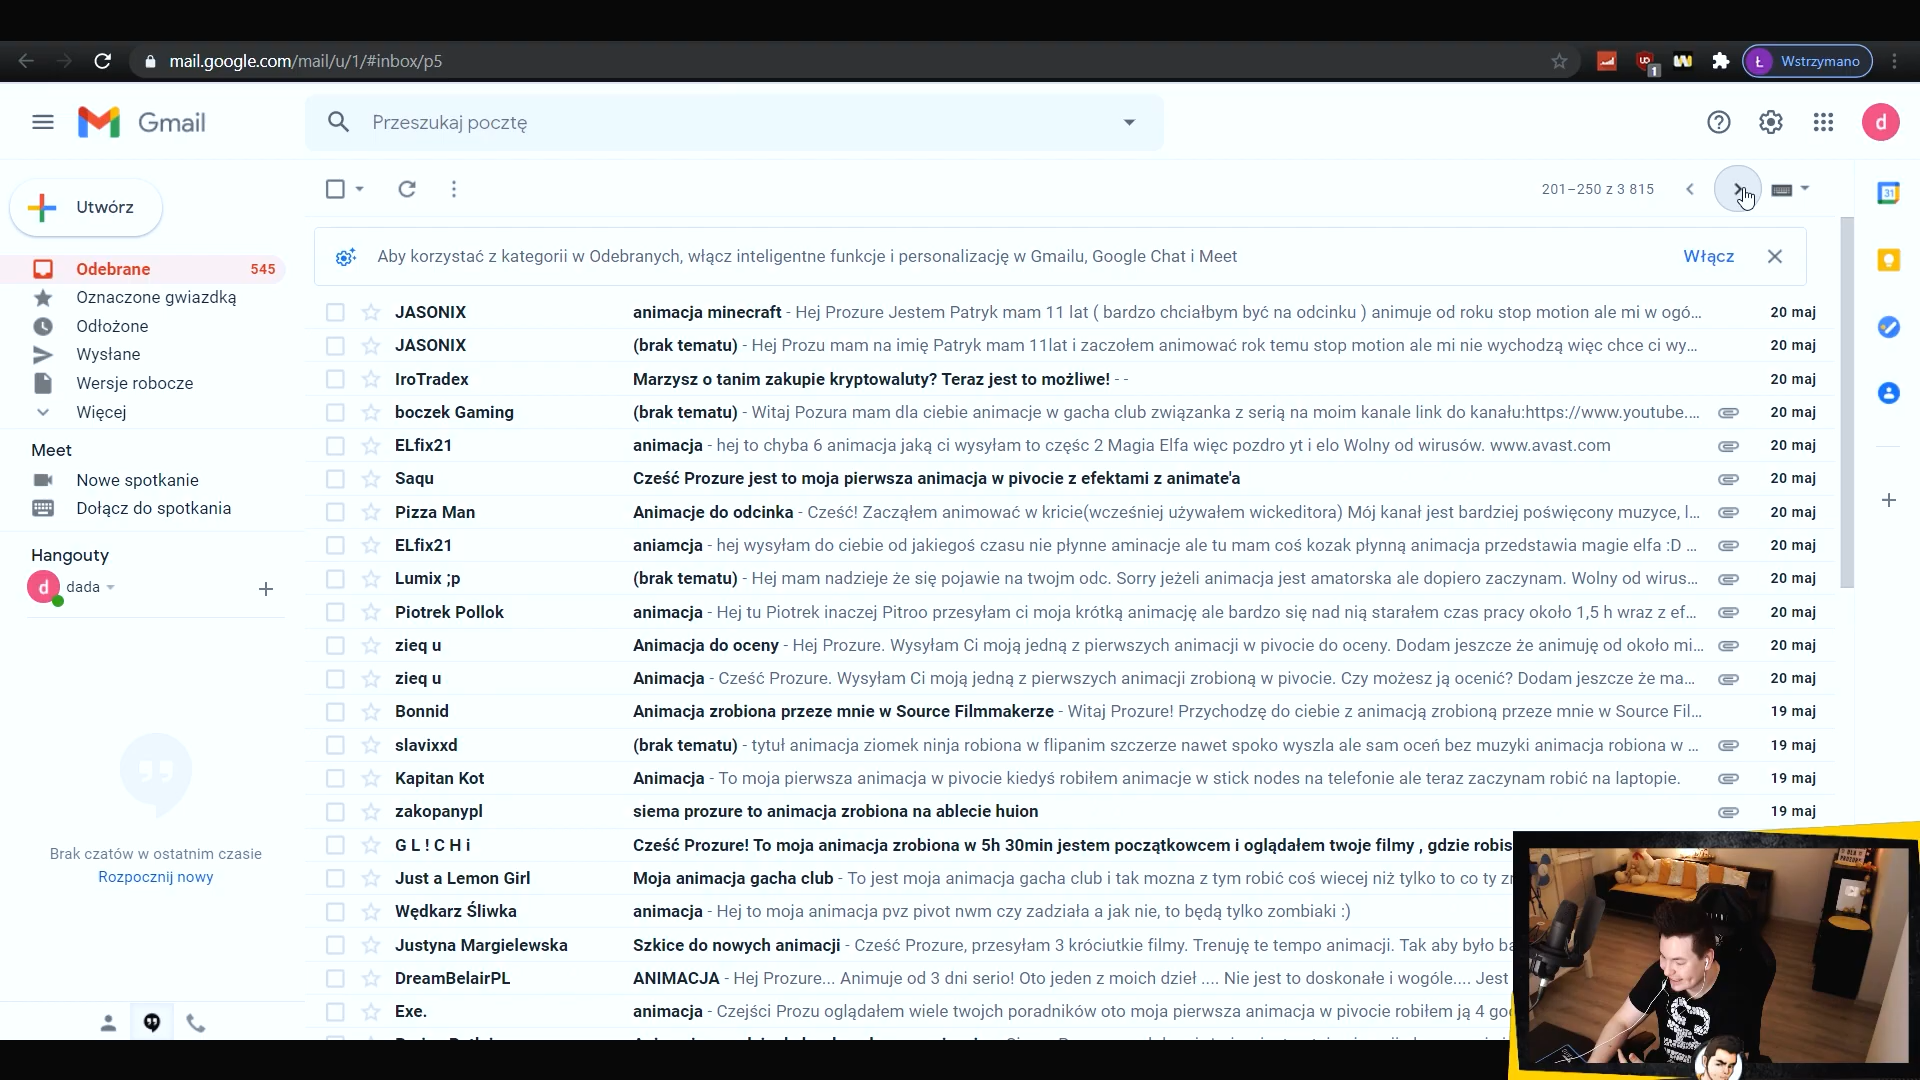 mail.google.com/mail/u/1/#inbox/p5
1
Ł Wstrzymano
Gmail
Przeszukaj pocztę
d
Utwórz
201–250 z 3 815
31
Aby korzystać z kategorii w Odebranych, włącz inteligentne funkcje i personalizację w Gmailu, Google Chat i Meet
Włącz
Odebrane 545
Oznaczone gwiazdką
Odłożone
Wysłane
Wersje robocze
Więcej
Meet
Nowe spotkanie
Dołącz do spotkania
Hangouty
d dada
Brak czatów w ostatnim czasie
Rozpocznij nowy
JASONIX animacja minecraft - Hej Prozure Jestem Patryk mam 11 lat ( bardzo chciałbym być na odcinku ) animuje od roku stop motion ale mi w ogó... 20 maj
JASONIX (brak tematu) - Hej Prozu mam na imię Patryk mam 11lat i zaczołem animować rok temu stop motion ale mi nie wychodzą więc chce ci wy... 20 maj
IroTradex Marzysz o tanim zakupie kryptowaluty? Teraz jest to możliwe! - - 20 maj
boczek Gaming (brak tematu) - Witaj Pozura mam dla ciebie animacje w gacha club związanka z serią na moim kanale link do kanału:https://www.youtube.... 20 maj
ELfix21 animacja - hej to chyba 6 animacja jaką ci wysyłam to częśc 2 Magia Elfa więc pozdro yt i elo Wolny od wirusów. www.avast.com 20 maj
Saqu Cześć Prozure jest to moja pierwsza animacja w pivocie z efektami z animate'a 20 maj
Pizza Man Animacje do odcinka - Cześć! Zacząłem animować w kricie(wcześniej używałem wickeditora) Mój kanał jest bardziej poświęcony muzyce, l... 20 maj
ELfix21 aniamcja - hej wysyłam do ciebie od jakiegoś czasu nie płynne aminacje ale tu mam coś kozak płynną animacja przedstawia magie elfa :D ... 20 maj
Lumix ;p (brak tematu) - Hej mam nadzieje że się pojawie na twojm odc. Sorry jeżeli animacja jest amatorska ale dopiero zaczynam. Wolny od wirus... 20 maj
Piotrek Pollok animacja - Hej tu Piotrek inaczej Pitroo przesyłam ci moja krótką animację ale bardzo się nad nią starałem czas pracy około 1,5 h wraz z ef... 20 maj
zieq u Animacja do oceny - Hej Prozure. Wysyłam Ci moją jedną z pierwszych animacji w pivocie do oceny. Dodam jeszcze że animuję od około mi... 20 maj
zieq u Animacja - Cześć Prozure. Wysyłam Ci moją jedną z pierwszych animacji zrobioną w pivocie. Czy możesz ją ocenić? Dodam jeszcze że ma... 20 maj
Bonnid Animacja zrobiona przeze mnie w Source Filmmakerze - Witaj Prozure! Przychodzę do ciebie z animacją zrobioną przeze mnie w Source Fil... 19 maj
slavixxd (brak tematu) - tytuł animacja ziomek ninja robiona w flipanim szczerze nawet spoko wyszla ale sam oceń bez muzyki animacja robiona w ... 19 maj
Kapitan Kot Animacja - To moja pierwsza animacja w pivocie kiedyś robiłem animacje w stick nodes na telefonie ale teraz zaczynam robić na laptopie. 19 maj
zakopanypl siema prozure to animacja zrobiona na ablecie huion 19 maj
G L ! C H i Cześć Prozure! To moja animacja zrobiona w 5h 30min jestem początkowcem i oglądałem twoje filmy , gdzie robis
Just a Lemon Girl Moja animacja gacha club - To jest moja animacja gacha club i tak mozna z tym robić coś wiecej niż tylko to co ty
Wędkarz Śliwka animacja - Hej to moja animacja pvz pivot nwm czy zadziała a jak nie, to będą tylko zombiaki :)
Justyna Margielewska Szkice do nowych animacji - Cześć Prozure, przesyłam 3 króciutkie filmy. Trenuję te tempo animacji. Tak aby było
DreamBelairPL ANIMACJA - Hej Prozure... Animuje od 3 dni serio! Oto jeden z moich dzieł .... Nie jest to doskonałe i wogóle.... Jest
Exe. animacja - Czejści Prozu oglądałem wiele twojch poradników oto moja pierwsza animacja w pivocie robiłem ją 4